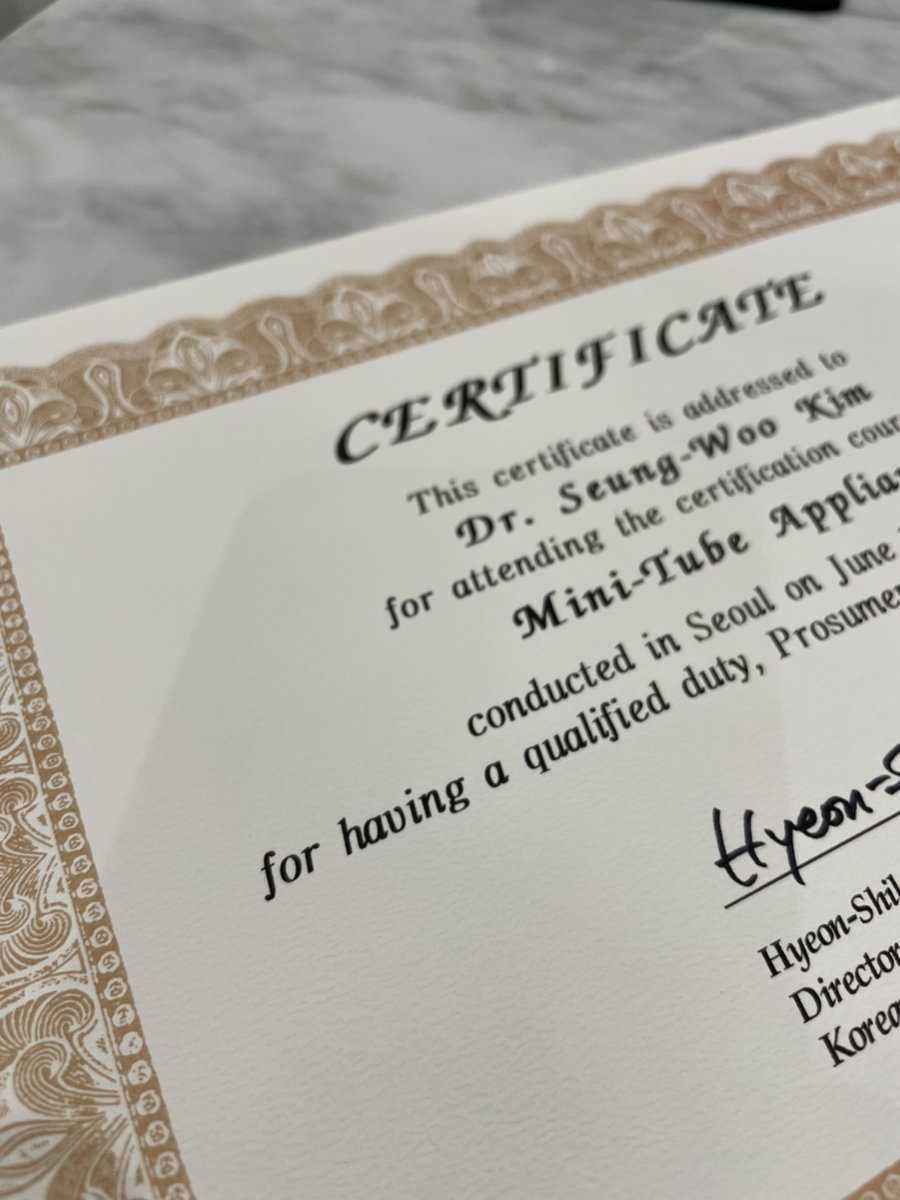 CERTIFICATE
This certificate is addressed to
Dr. Seung-Woo Kim
for attending the certification
Mini-Tube
conducted in Seoul on June
for having a qualified duty,
Hyeon-
Director